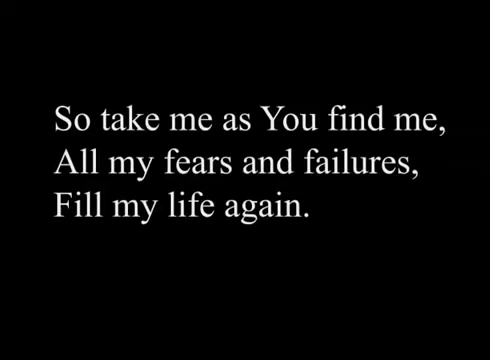 So take me as You find me,
All my fears and failures,
Fill my life again.